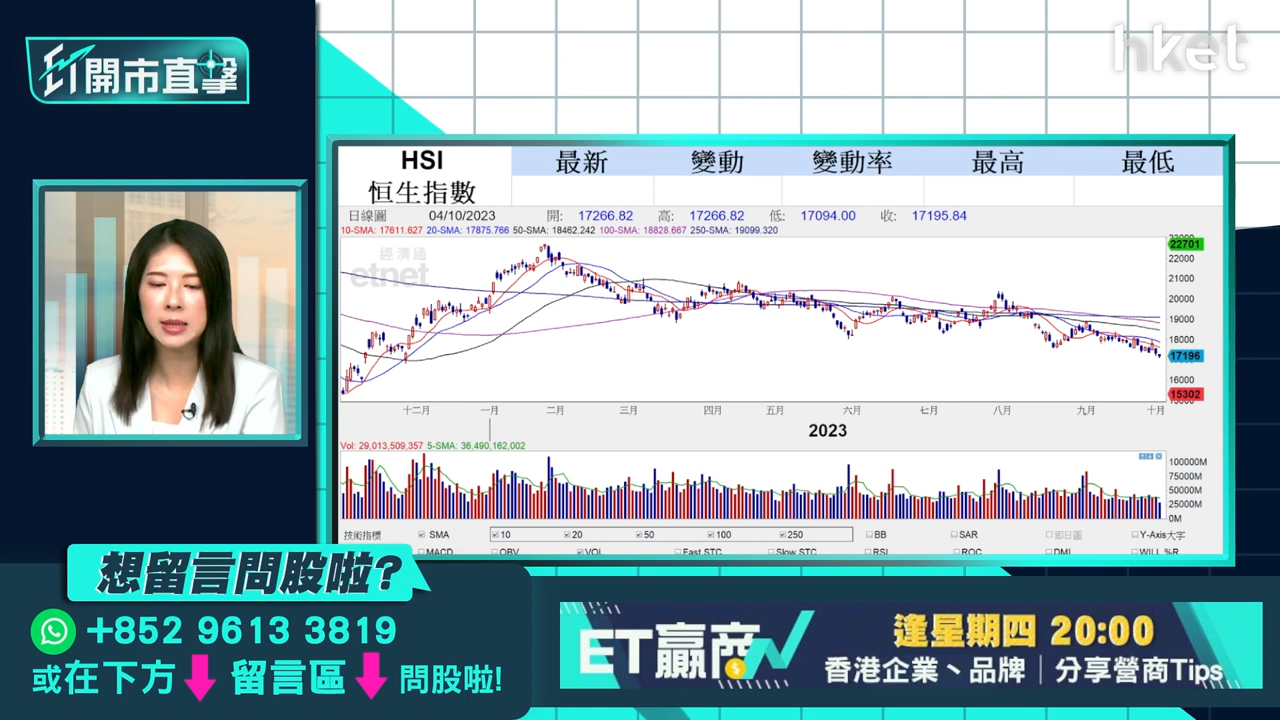 ET開市直擊
hket
HSI 最新 變動 變動率 最高 最低
恒生指數
日線圖 04/10/2023 開: 17266.82 高: 17266.82 低: 17094.00 收: 17195.84
10-SMA: 17611.627 20-SMA: 17875.766 50-SMA: 18462.242 100-SMA: 18828.667 250-SMA: 19099.320
經濟通
etnet
22701
22000
21000
20000
19000
18000
17196
16000
15302
十二月 一月 二月 三月 四月 五月 六月 七月 八月 九月 十月
2023
Vol: 29,013,509,357 5-SMA: 36,490,162,002
100000M
75000M
50000M
25000M
0M
技術指標 SMA 10 20 50 100 250 BB SAR 即日圖 Y-Axis大字
MACD OBV VOL Fast STC Slow STC RSI ROC DMI WILL %R
想留言問股啦?
+852 9613 3819
或在下方 留言區 問股啦!
ET贏商
逢星期四 20:00
香港企業、品牌｜分享營商Tips